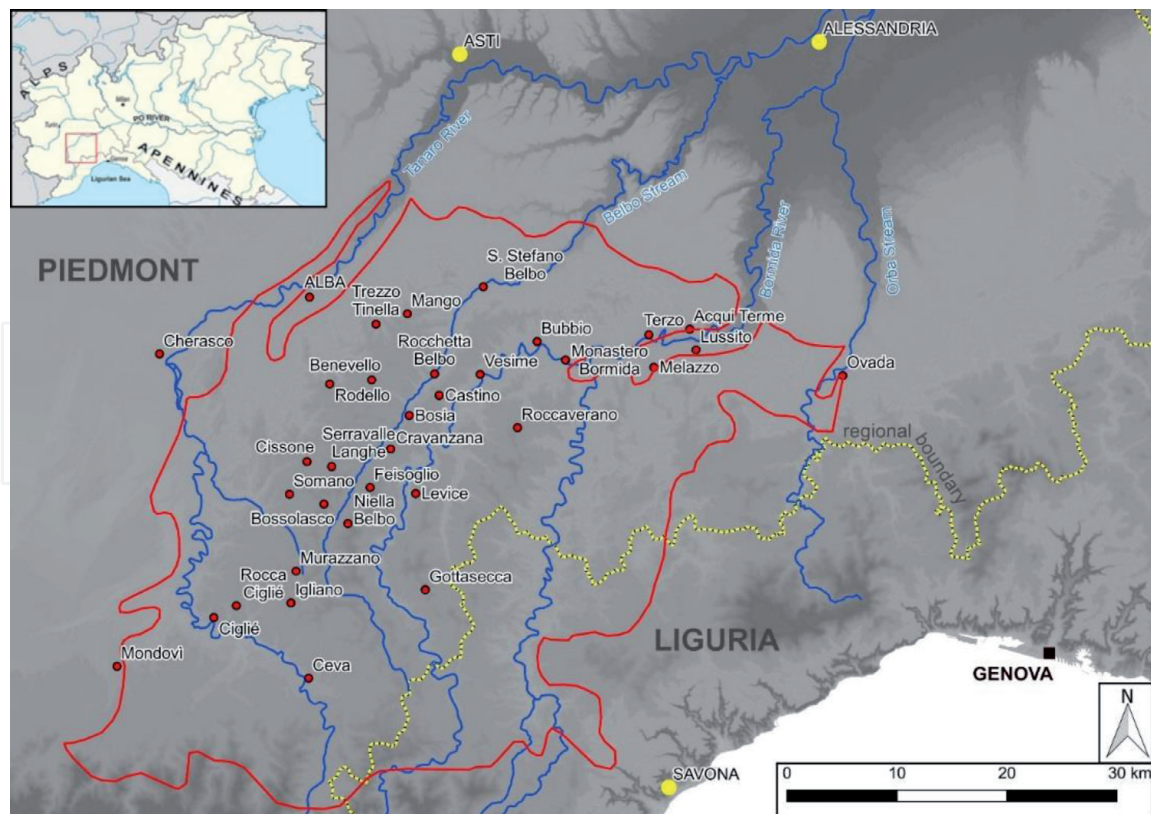 ALPS
Milan
Turin
PO RIVER
Genova
APENNINES
Ligurian Sea
ASTI
ALESSANDRIA
Tanaro River
Belbo Stream
Bormida River
Orba Stream
PIEDMONT
S. Stefano
Belbo
ALBA
Trezzo
Tinella
Mango
Cherasco
Rocchetta
Belbo
Bubbio
Terzo
Acqui Terme
Lussito
Benevello
Rodello
Vesime
Monastero
Bormida
Melazzo
Ovada
Castino
Bosia
Roccaverano
regional boundary
Cissone
Serravalle
Langhe
Cravanzana
Somano
Feisoglio
Levice
Bossolasco
Niella
Belbo
Murazzano
Rocca
Ciglié
Igliano
Gottasecca
Ciglié
LIGURIA
Mondovì
Ceva
GENOVA
N
SAVONA
0 10 20 30 km